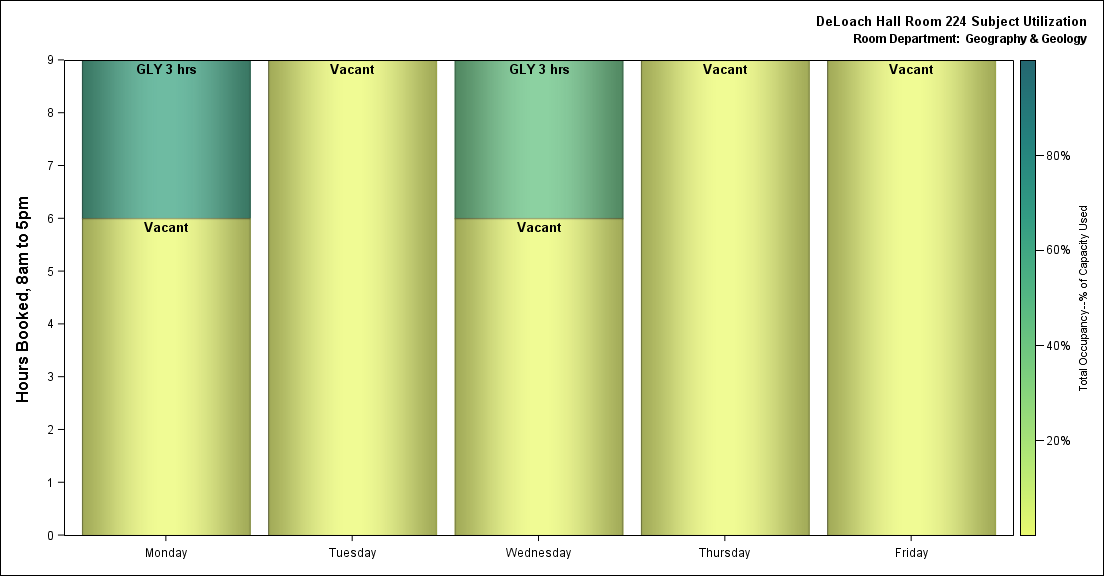 DeLoach Hall Room 224 Subject Utilization
Room Department: Geography & Geology
Hours Booked, 8am to 5pm
9
8
7
6
5
4
3
2
1
0
GLY 3 hrs
Vacant
GLY 3 hrs
Vacant
Vacant
Vacant
Vacant
Monday
Tuesday
Wednesday
Thursday
Friday
80%
60%
40%
20%
Total Occupancy--% of Capacity Used